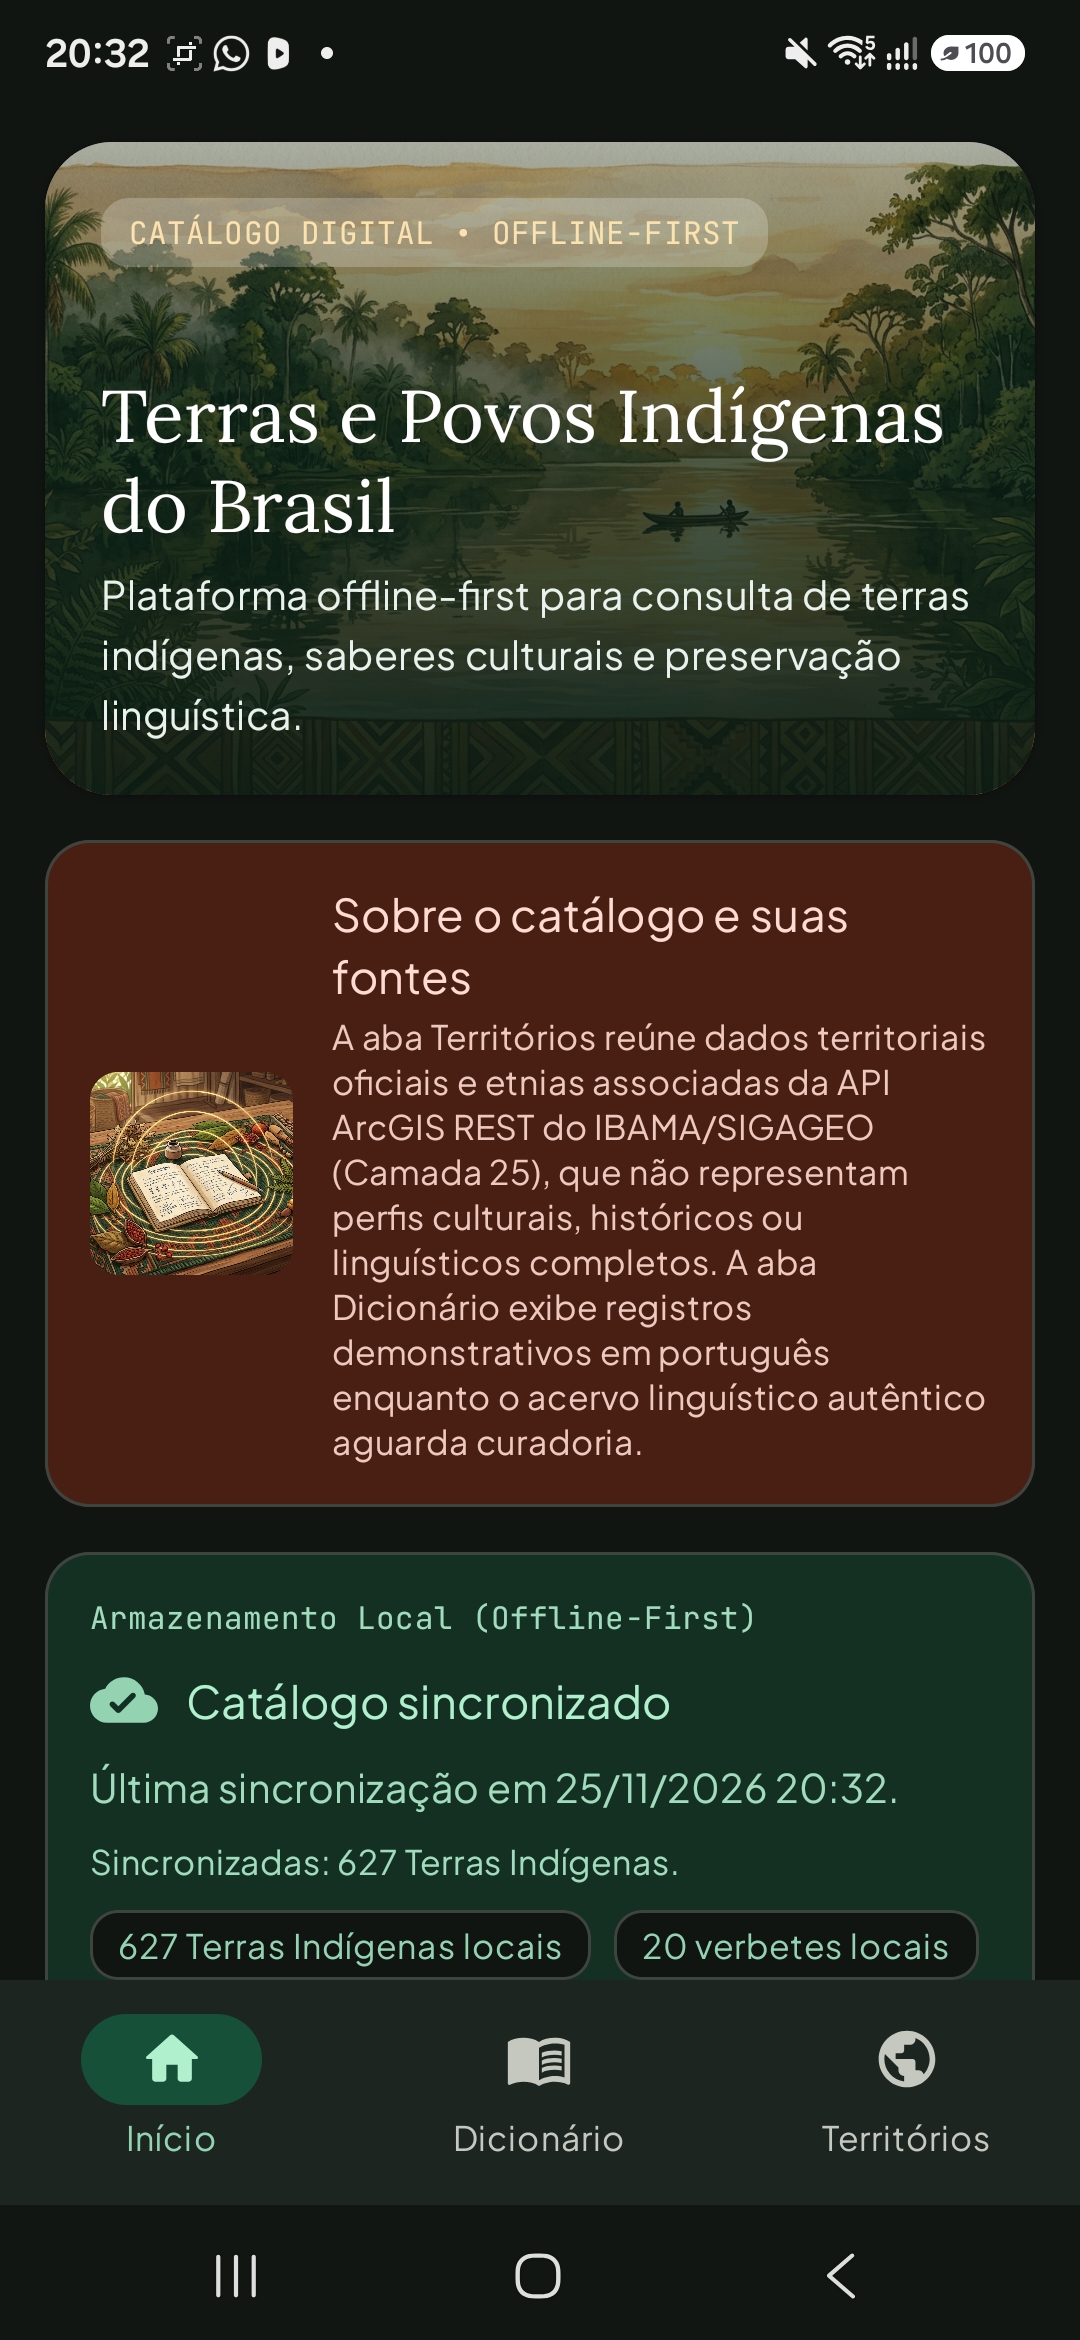 20:32
5
100
CATÁLOGO DIGITAL • OFFLINE-FIRST
Terras e Povos Indígenas
do Brasil
Plataforma offline-first para consulta de terras
indígenas, saberes culturais e preservação
linguística.
Sobre o catálogo e suas
fontes
A aba Territórios reúne dados territoriais
oficiais e etnias associadas da API
ArcGIS REST do IBAMA/SIGAGEO
(Camada 25), que não representam
perfis culturais, históricos ou
linguísticos completos. A aba
Dicionário exibe registros
demonstrativos em português
enquanto o acervo linguístico autêntico
aguarda curadoria.
Armazenamento Local (Offline-First)
Catálogo sincronizado
Última sincronização em 25/11/2026 20:32.
Sincronizadas: 627 Terras Indígenas.
627 Terras Indígenas locais
20 verbetes locais
Início
Dicionário
Territórios